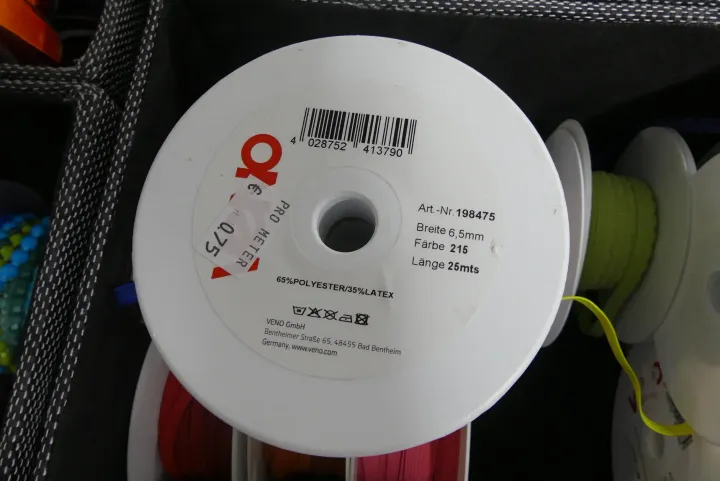 4 028752 413790
€ 0.75
PRO METER
Art.-Nr. 198475
Breite 6,5mm
Färbe 215
Länge 25mts
65%POLYESTER/35%LATEX
VENO GmbH
Bentheimer Straße 65, 48455 Bad Bentheim
Germany, www.veno.com